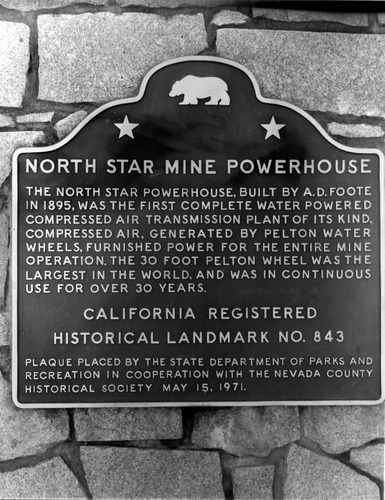 NORTH STAR MINE POWERHOUSE
THE NORTH STAR POWERHOUSE, BUILT BY A.D. FOOTE
IN 1895, WAS THE FIRST COMPLETE WATER POWERED
COMPRESSED AIR TRANSMISSION PLANT OF ITS KIND,
COMPRESSED AIR, GENERATED BY PELTON WATER
WHEELS, FURNISHED POWER FOR THE ENTIRE MINE
OPERATION. THE 30 FOOT PELTON WHEEL WAS THE
LARGEST IN THE WORLD, AND WAS IN CONTINUOUS
USE FOR OVER 30 YEARS.
CALIFORNIA REGISTERED
HISTORICAL LANDMARK NO. 843
PLAQUE PLACED BY THE STATE DEPARTMENT OF PARKS AND
RECREATION IN COOPERATION WITH THE NEVADA COUNTY
HISTORICAL SOCIETY MAY 15, 1971.